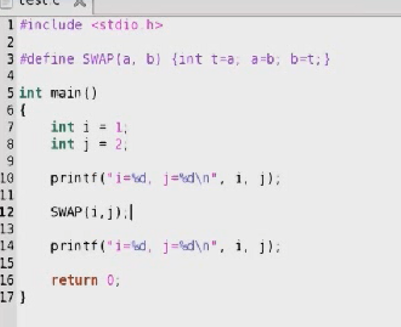 test.c
1 #include <stdio.h>
2
3 #define SWAP(a, b) {int t=a; a=b; b=t;}
4
5 int main()
6 {
7 int i = 1;
8 int j = 2;
9
10 printf("i=%d, j=%d\n", i, j);
11
12 SWAP(i,j);
13
14 printf("i=%d, j=%d\n", i, j);
15
16 return 0;
17 }